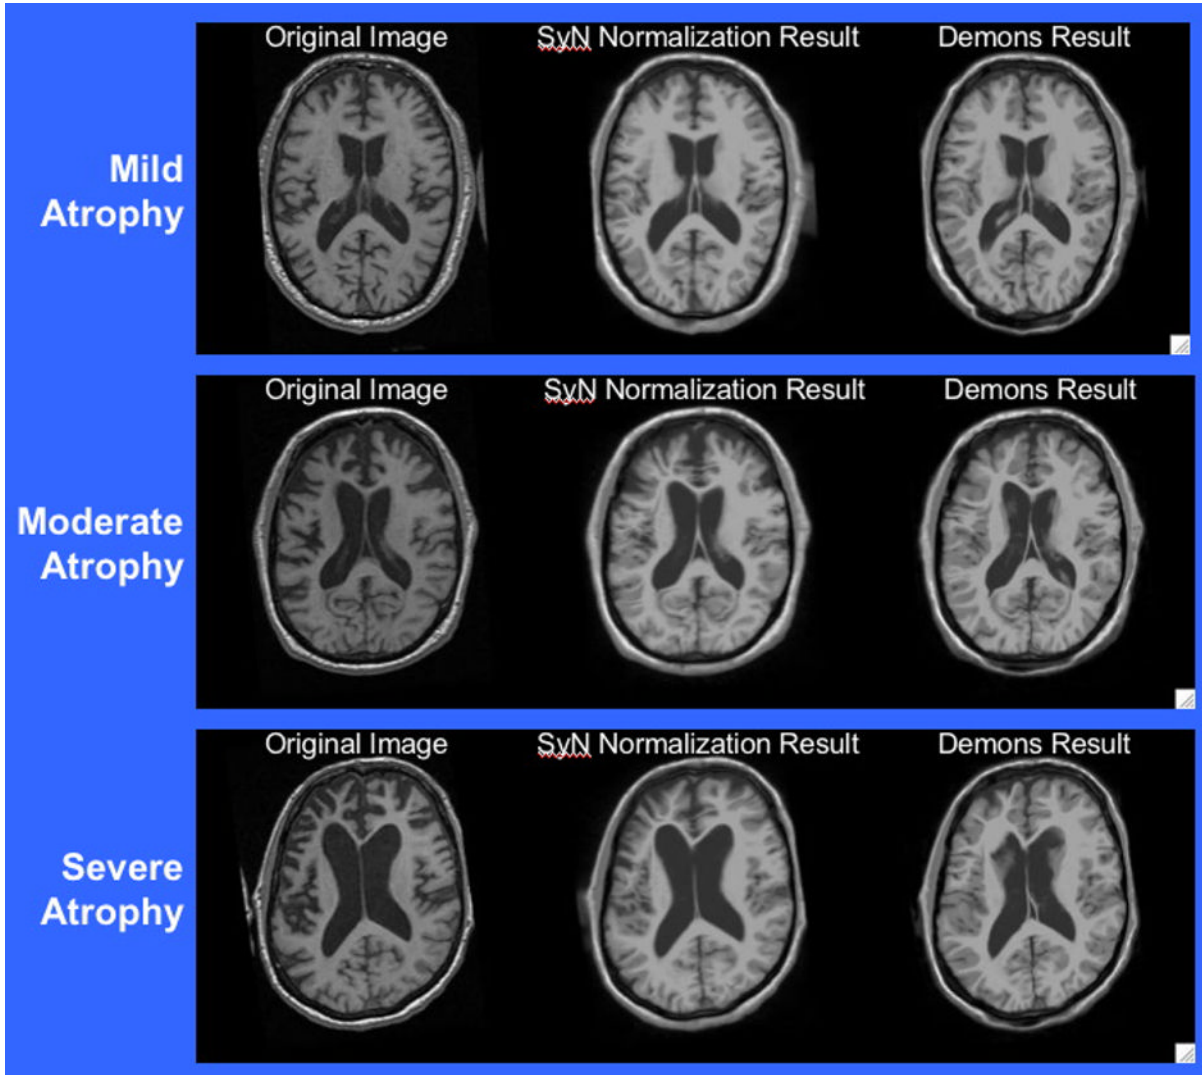 Original Image SyN Normalization Result Demons Result
Mild
Atrophy
Original Image SyN Normalization Result Demons Result
Moderate
Atrophy
Original Image SyN Normalization Result Demons Result
Severe
Atrophy